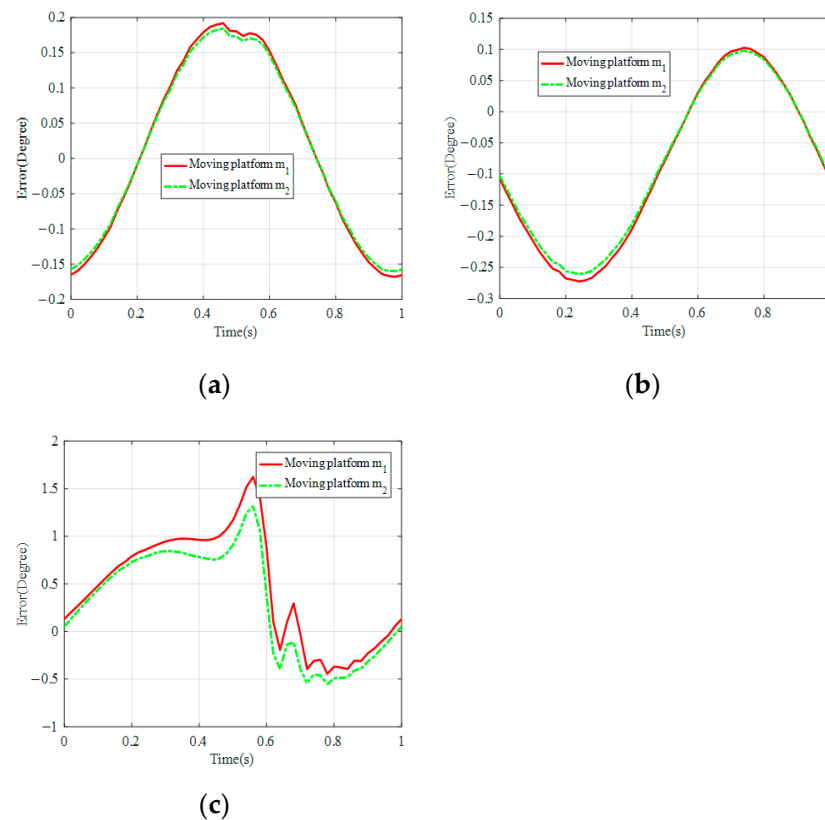 0.2
0.15
0.1
0.05
0
−0.05
−0.1
−0.15
−0.2
Error(Degree)
Moving platform m1
Moving platform m2
0 0.2 0.4 0.6 0.8 1
Time(s)
(a)
0.15
0.1
0.05
0
−0.05
−0.1
−0.15
−0.2
−0.25
−0.3
Error(Degree)
Moving platform m1
Moving platform m2
0 0.2 0.4 0.6 0.8
Time(s)
(b)
2
1.5
1
0.5
0
−0.5
−1
Error(Degree)
Moving platform m1
Moving platform m2
0 0.2 0.4 0.6 0.8 1
Time(s)
(c)